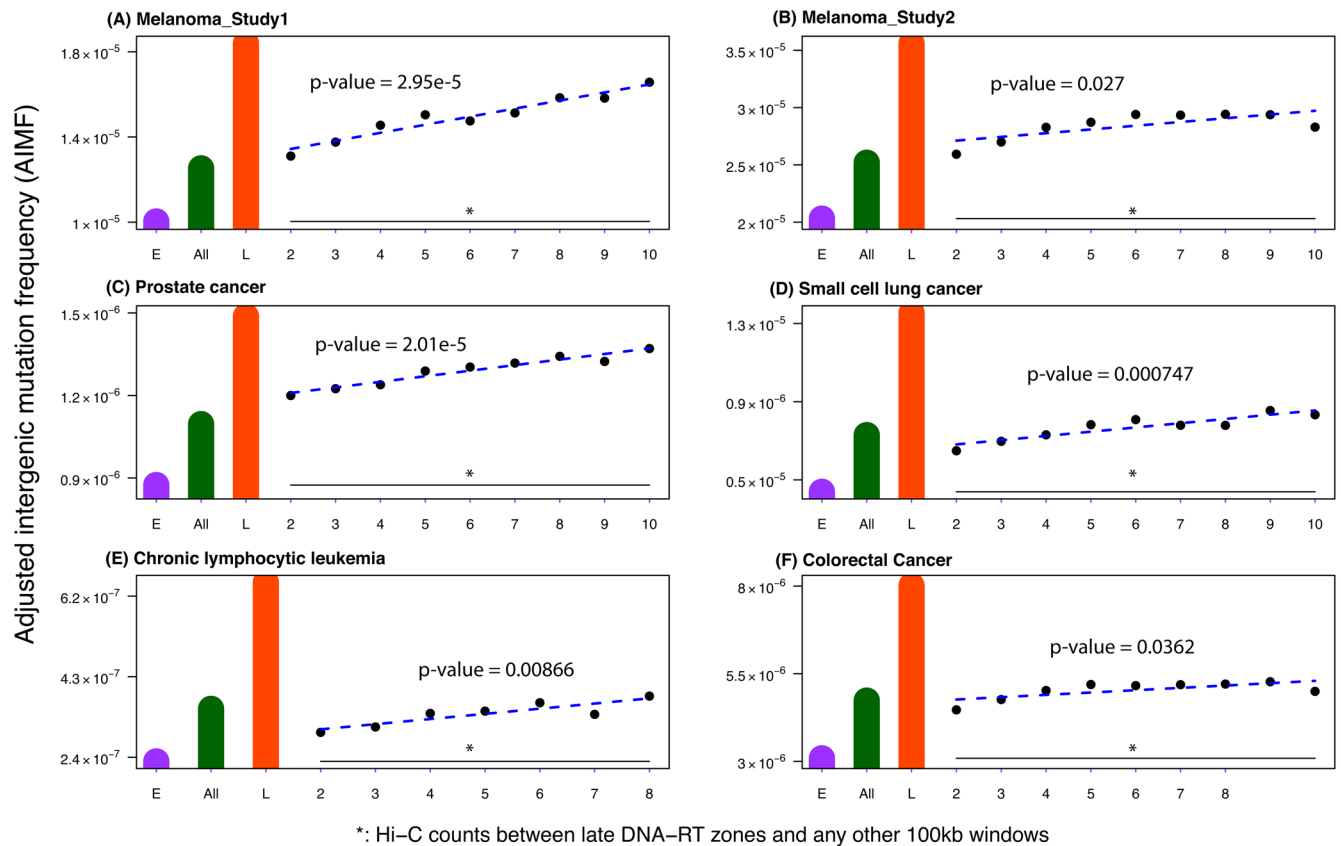 Adjusted intergenic mutation frequency (AIMF)
(A) Melanoma_Study1
1.8 × 10⁻⁵
1.4 × 10⁻⁵
1 × 10⁻⁵
p-value = 2.95e-5
*
E All L 2 3 4 5 6 7 8 9 10
(B) Melanoma_Study2
3.5 × 10⁻⁵
3 × 10⁻⁵
2.5 × 10⁻⁵
2 × 10⁻⁵
p-value = 0.027
*
E All L 2 3 4 5 6 7 8 9 10
(C) Prostate cancer
1.5 × 10⁻⁶
1.2 × 10⁻⁶
0.9 × 10⁻⁶
p-value = 2.01e-5
*
E All L 2 3 4 5 6 7 8 9 10
(D) Small cell lung cancer
1.3 × 10⁻⁵
0.9 × 10⁻⁶
0.5 × 10⁻⁵
p-value = 0.000747
*
E All L 2 3 4 5 6 7 8 9 10
(E) Chronic lymphocytic leukemia
6.2 × 10⁻⁷
4.3 × 10⁻⁷
2.4 × 10⁻⁷
p-value = 0.00866
*
E All L 2 3 4 5 6 7 8
(F) Colorectal Cancer
8 × 10⁻⁶
5.5 × 10⁻⁶
3 × 10⁻⁶
p-value = 0.0362
*
E All L 2 3 4 5 6 7 8
*: Hi−C counts between late DNA−RT zones and any other 100kb windows